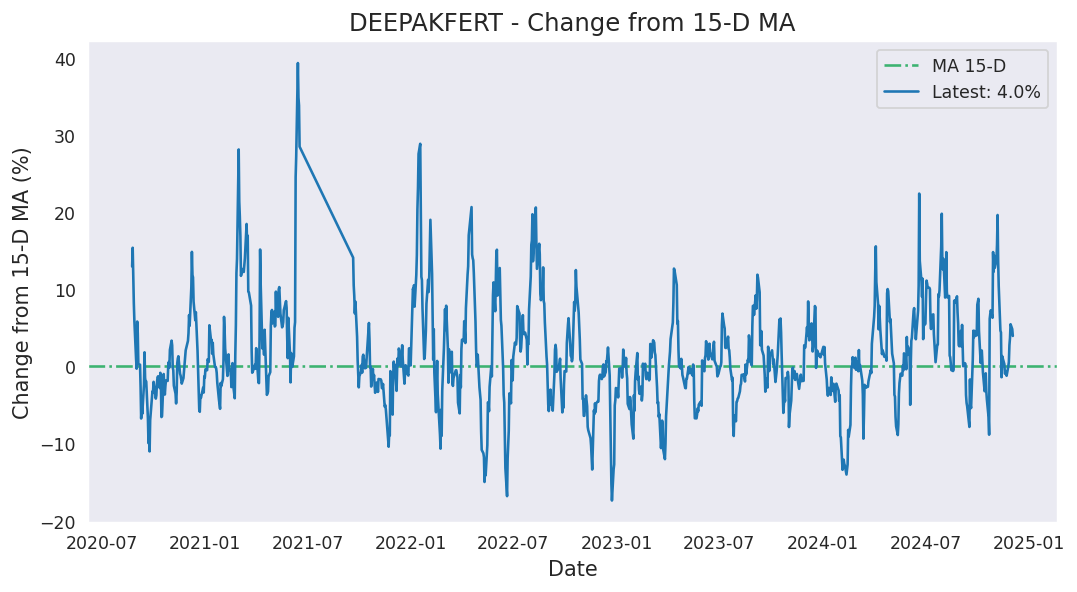 DEEPAKFERT - Change from 15-D MA
MA 15-D
Latest: 4.0%
Change from 15-D MA (%)
40
30
20
10
0
−10
−20
2020-07 2021-01 2021-07 2022-01 2022-07 2023-01 2023-07 2024-01 2024-07 2025-01
Date